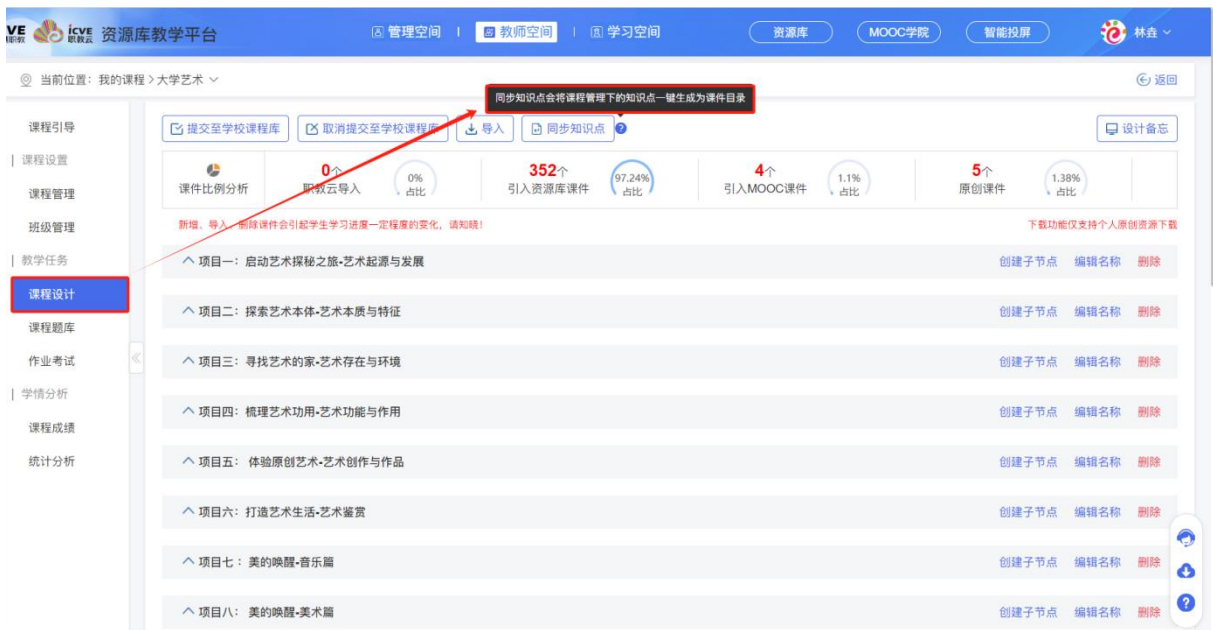 VE icve 资源库教学平台 管理空间 教师空间 学习空间 资源库 MOOC学院 智能投屏 林垚
职教 职教云
当前位置：我的课程 > 大学艺术 返回
同步知识点会将课程管理下的知识点一键生成为课件目录
课程引导 提交至学校课程库 取消提交至学校课程库 导入 同步知识点 ? 设计备忘
课程设置
课件比例分析 0个 职教云导入 0% 占比 352个 引入资源库课件 97.24% 占比 4个 引入MOOC课件 1.1% 占比 5个 原创课件 1.38% 占比
课程管理
班级管理 新增、导入、删除课件会引起学生学习进度一定程度的变化，请知晓！ 下载功能仅支持个人原创资源下载
教学任务 项目一：启动艺术探秘之旅-艺术起源与发展 创建子节点 编辑名称 删除
课程设计 项目二：探索艺术本体-艺术本质与特征 创建子节点 编辑名称 删除
课程题库
作业考试 项目三：寻找艺术的家-艺术存在与环境 创建子节点 编辑名称 删除
学情分析
课程成绩 项目四：梳理艺术功用-艺术功能与作用 创建子节点 编辑名称 删除
统计分析 项目五： 体验原创艺术-艺术创作与作品 创建子节点 编辑名称 删除
项目六：打造艺术生活-艺术鉴赏 创建子节点 编辑名称 删除
项目七 ：美的唤醒-音乐篇 创建子节点 编辑名称 删除
项目八： 美的唤醒-美术篇 创建子节点 编辑名称 删除